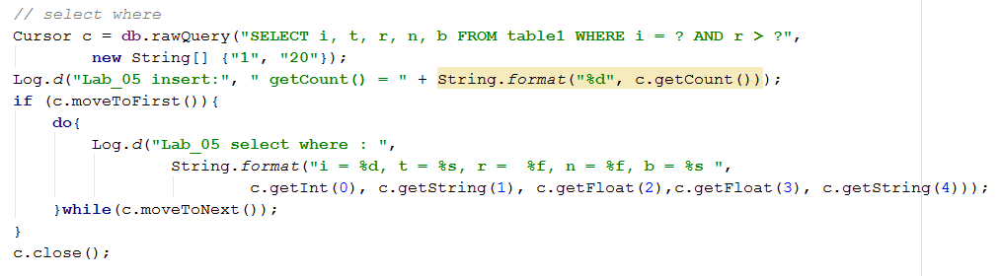 // select where
Cursor c = db.rawQuery("SELECT i, t, r, n, b FROM table1 WHERE i = ? AND r > ?",
new String[] {"1", "20"});
Log.d("Lab_05 insert:", " getCount() = " + String.format("%d", c.getCount()));
if (c.moveToFirst()){
do{
Log.d("Lab_05 select where : ",
String.format("i = %d, t = %s, r =  %f, n = %f, b = %s ",
c.getInt(0), c.getString(1), c.getFloat(2),c.getFloat(3), c.getString(4)));
}while(c.moveToNext());
}
c.close();